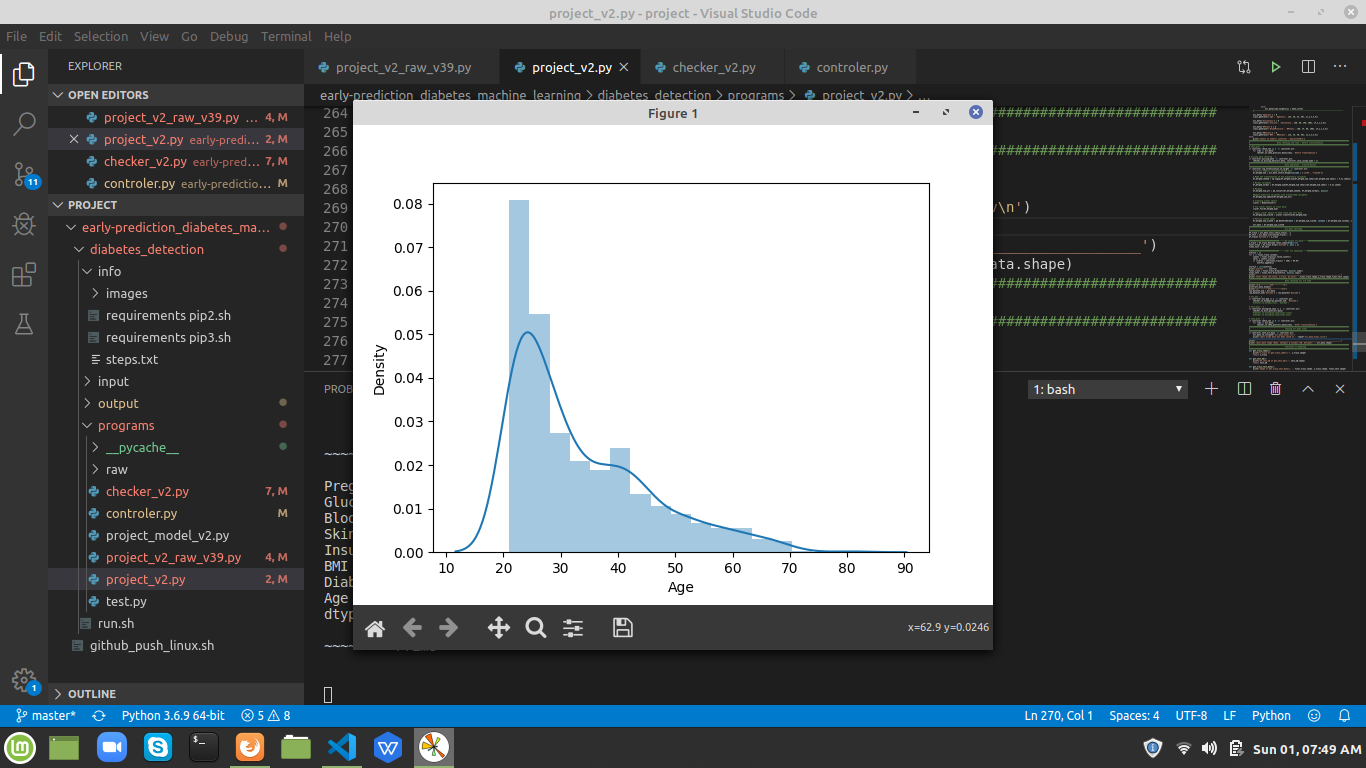 project_v2.py - project - Visual Studio Code
File Edit Selection View Go Debug Terminal Help
EXPLORER
OPEN EDITORS
project_v2_raw_v39.py ... 4, M
project_v2.py early-predi... 2, M
checker_v2.py early-pred... 7, M
controler.py early-predictio... M
PROJECT
early-prediction_diabetes_ma...
diabetes_detection
info
images
requirements pip2.sh
requirements pip3.sh
steps.txt
input
output
programs
__pycache__
raw
checker_v2.py 7, M
controler.py M
project_model_v2.py
project_v2_raw_v39.py 4, M
project_v2.py 2, M
test.py
run.sh
github_push_linux.sh
OUTLINE
11
1
project_v2_raw_v39.py project_v2.py checker_v2.py controler.py
early-prediction_diabetes_machine_learning > diabetes_detection > programs > project_v2.py > ...
264
265
266
267
268
269 \n')
270
271 ')
272 ata.shape)
273
274
275
276
277
Figure 1
0.08
0.07
0.06
0.05
0.04
0.03
0.02
0.01
0.00
Density
10 20 30 40 50 60 70 80 90
Age
x=62.9 y=0.0246
PROB
1: bash
Preg
Gluc
Bloo
Skin
Insu
BMI
Diab
Age
dtyp
master* Python 3.6.9 64-bit 5 8 Ln 270, Col 1 Spaces: 4 UTF-8 LF Python
Sun 01, 07:49 AM